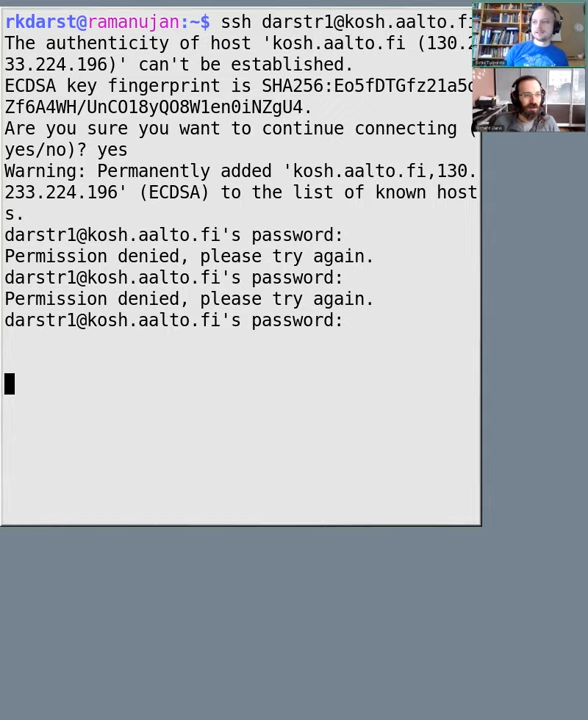 rkdarst@ramanujan:~$ ssh darstr1@kosh.aalto.fi
The authenticity of host 'kosh.aalto.fi (130.2
33.224.196)' can't be established.
ECDSA key fingerprint is SHA256:Eo5fDTGfz21a5c
Zf6A4WH/UnCO18yQO8W1en0iNZgU4.
Are you sure you want to continue connecting (
yes/no)? yes
Warning: Permanently added 'kosh.aalto.fi,130.
233.224.196' (ECDSA) to the list of known host
s.
darstr1@kosh.aalto.fi's password:
Permission denied, please try again.
darstr1@kosh.aalto.fi's password:
Permission denied, please try again.
darstr1@kosh.aalto.fi's password: